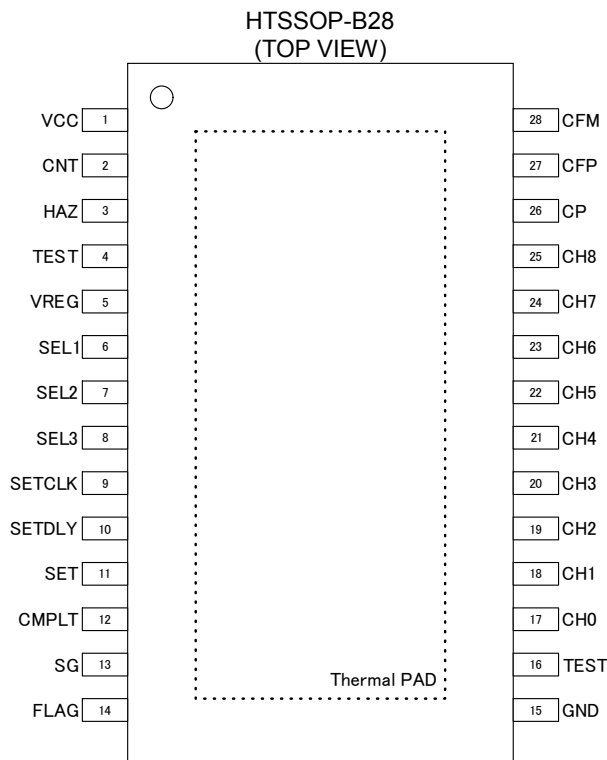 HTSSOP-B28
(TOP VIEW)
VCC 1 28 CFM
CNT 2 27 CFP
HAZ 3 26 CP
TEST 4 25 CH8
VREG 5 24 CH7
SEL1 6 23 CH6
SEL2 7 22 CH5
SEL3 8 21 CH4
SETCLK 9 20 CH3
SETDLY 10 19 CH2
SET 11 18 CH1
CMPLT 12 17 CH0
SG 13 16 TEST
Thermal PAD
FLAG 14 15 GND